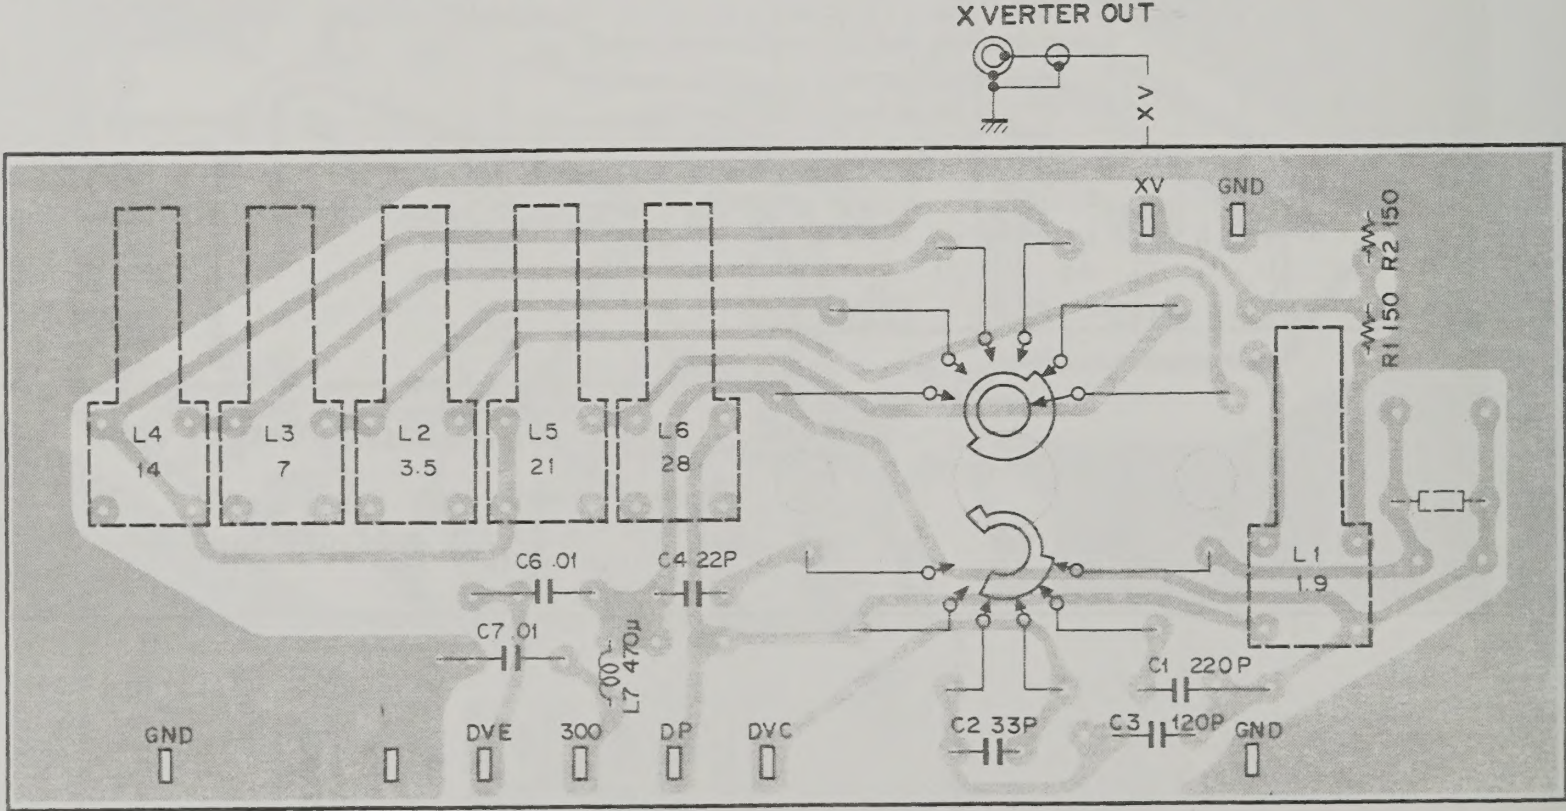 X VERTER OUT
XV
XV
GND
R2 150
R1 150
L4
14
L3
7
L2
3.5
L5
21
L6
28
L1
1.9
C6 .01
C4 22P
C7 .01
L7 470µ
C1 220P
C2 33P
C3 120P
GND
DVE
300
DP
DVC
GND